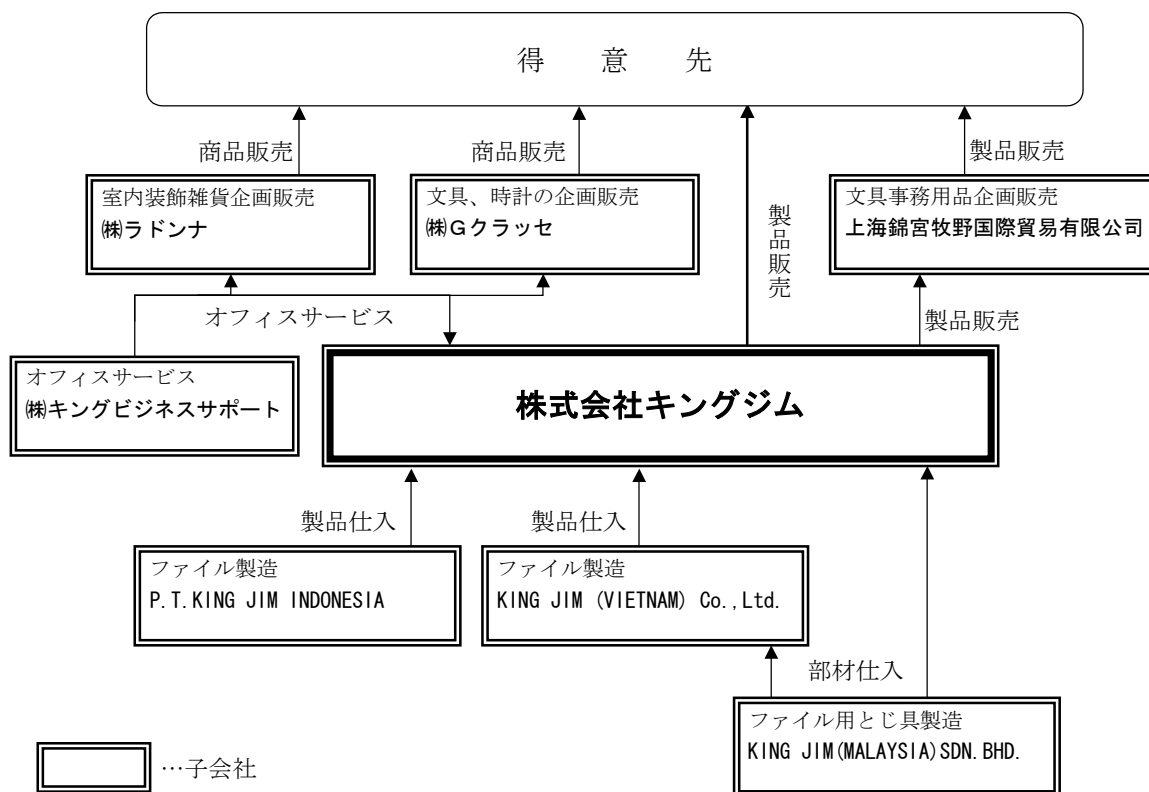 得意先
商品販売
商品販売
製品販売
製品販売
室内装飾雑貨企画販売
㈱ラドンナ
文具、時計の企画販売
㈱Gクラッセ
文具事務用品企画販売
上海錦宮牧野国際貿易有限公司
オフィスサービス
製品販売
オフィスサービス
㈱キングビジネスサポート
株式会社キングジム
製品仕入
製品仕入
ファイル製造
P.T.KING JIM INDONESIA
ファイル製造
KING JIM (VIETNAM) Co.,Ltd.
部材仕入
ファイル用とじ具製造
KING JIM(MALAYSIA)SDN.BHD.
…子会社